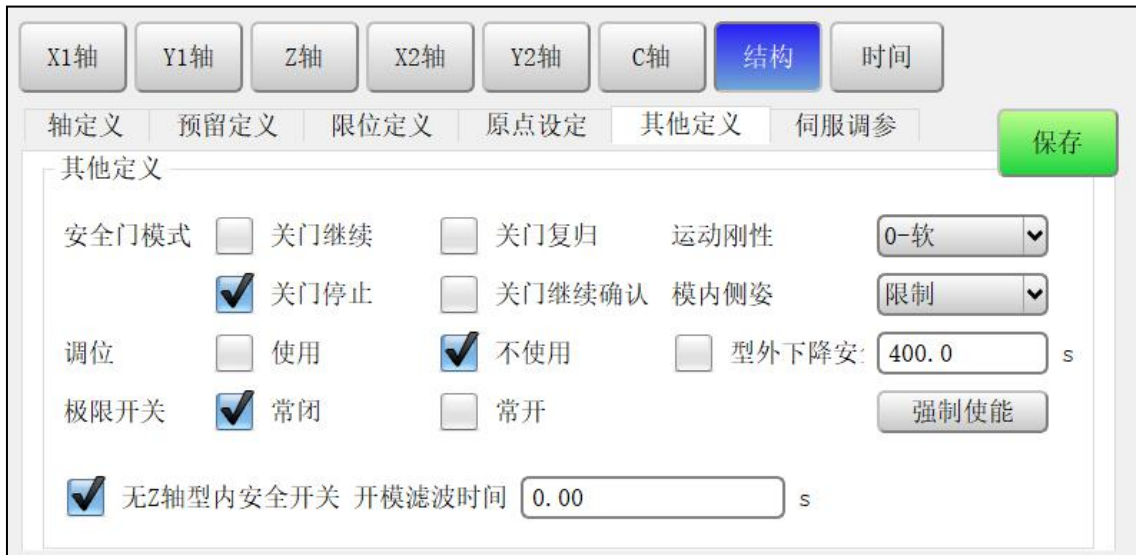 X1轴 Y1轴 Z轴 X2轴 Y2轴 C轴 结构 时间
轴定义 预留定义 限位定义 原点设定 其他定义 伺服调参 保存
其他定义
安全门模式 关门继续 关门复归 运动刚性 0-软
关门停止 关门继续确认 模内侧姿 限制
调位 使用 不使用 型外下降安 400.0 s
极限开关 常闭 常开 强制使能
无Z轴型内安全开关 开模滤波时间 0.00 s